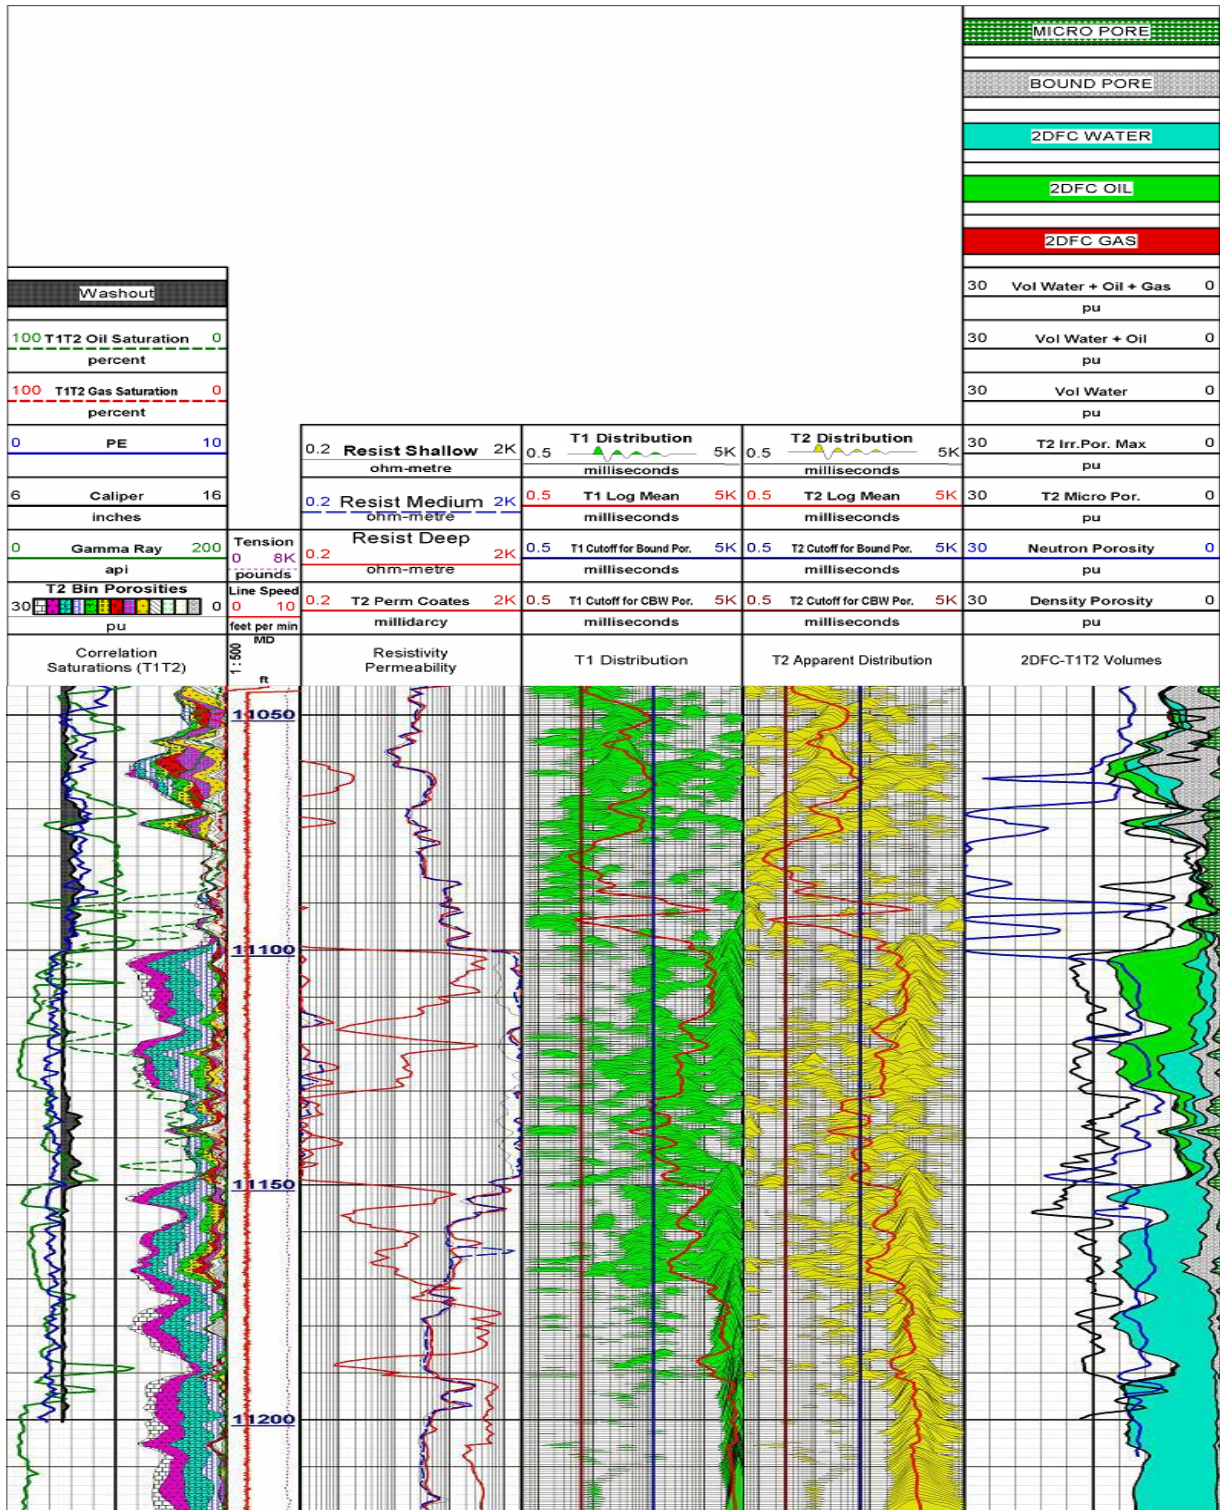 MICRO PORE
BOUND PORE
2DFC WATER
2DFC OIL
2DFC GAS
30 Vol Water + Oil + Gas 0
pu
30 Vol Water + Oil 0
pu
30 Vol Water 0
pu
30 T2 Irr.Por. Max 0
pu
30 T2 Micro Por. 0
pu
30 Neutron Porosity 0
pu
30 Density Porosity 0
pu
2DFC-T1T2 Volumes
Washout
100 T1T2 Oil Saturation 0
percent
100 T1T2 Gas Saturation 0
percent
0 PE 10
6 Caliper 16
inches
0 Gamma Ray 200
api
T2 Bin Porosities
30 0
pu
Correlation
Saturations (T1T2)
Tension
0 8K
pounds
Line Speed
0 10
feet per min
MD
1 : 500
ft
0.2 Resist Shallow 2K
ohm-metre
0.2 Resist Medium 2K
ohm-metre
Resist Deep
0.2 2K
ohm-metre
0.2 T2 Perm Coates 2K
millidarcy
Resistivity
Permeability
T1 Distribution
0.5 5K
milliseconds
0.5 T1 Log Mean 5K
milliseconds
0.5 T1 Cutoff for Bound Por. 5K
milliseconds
0.5 T1 Cutoff for CBW Por. 5K
milliseconds
T1 Distribution
T2 Distribution
0.5 5K
milliseconds
0.5 T2 Log Mean 5K
milliseconds
0.5 T2 Cutoff for Bound Por. 5K
milliseconds
0.5 T2 Cutoff for CBW Por. 5K
milliseconds
T2 Apparent Distribution
11050
11100
11150
11200